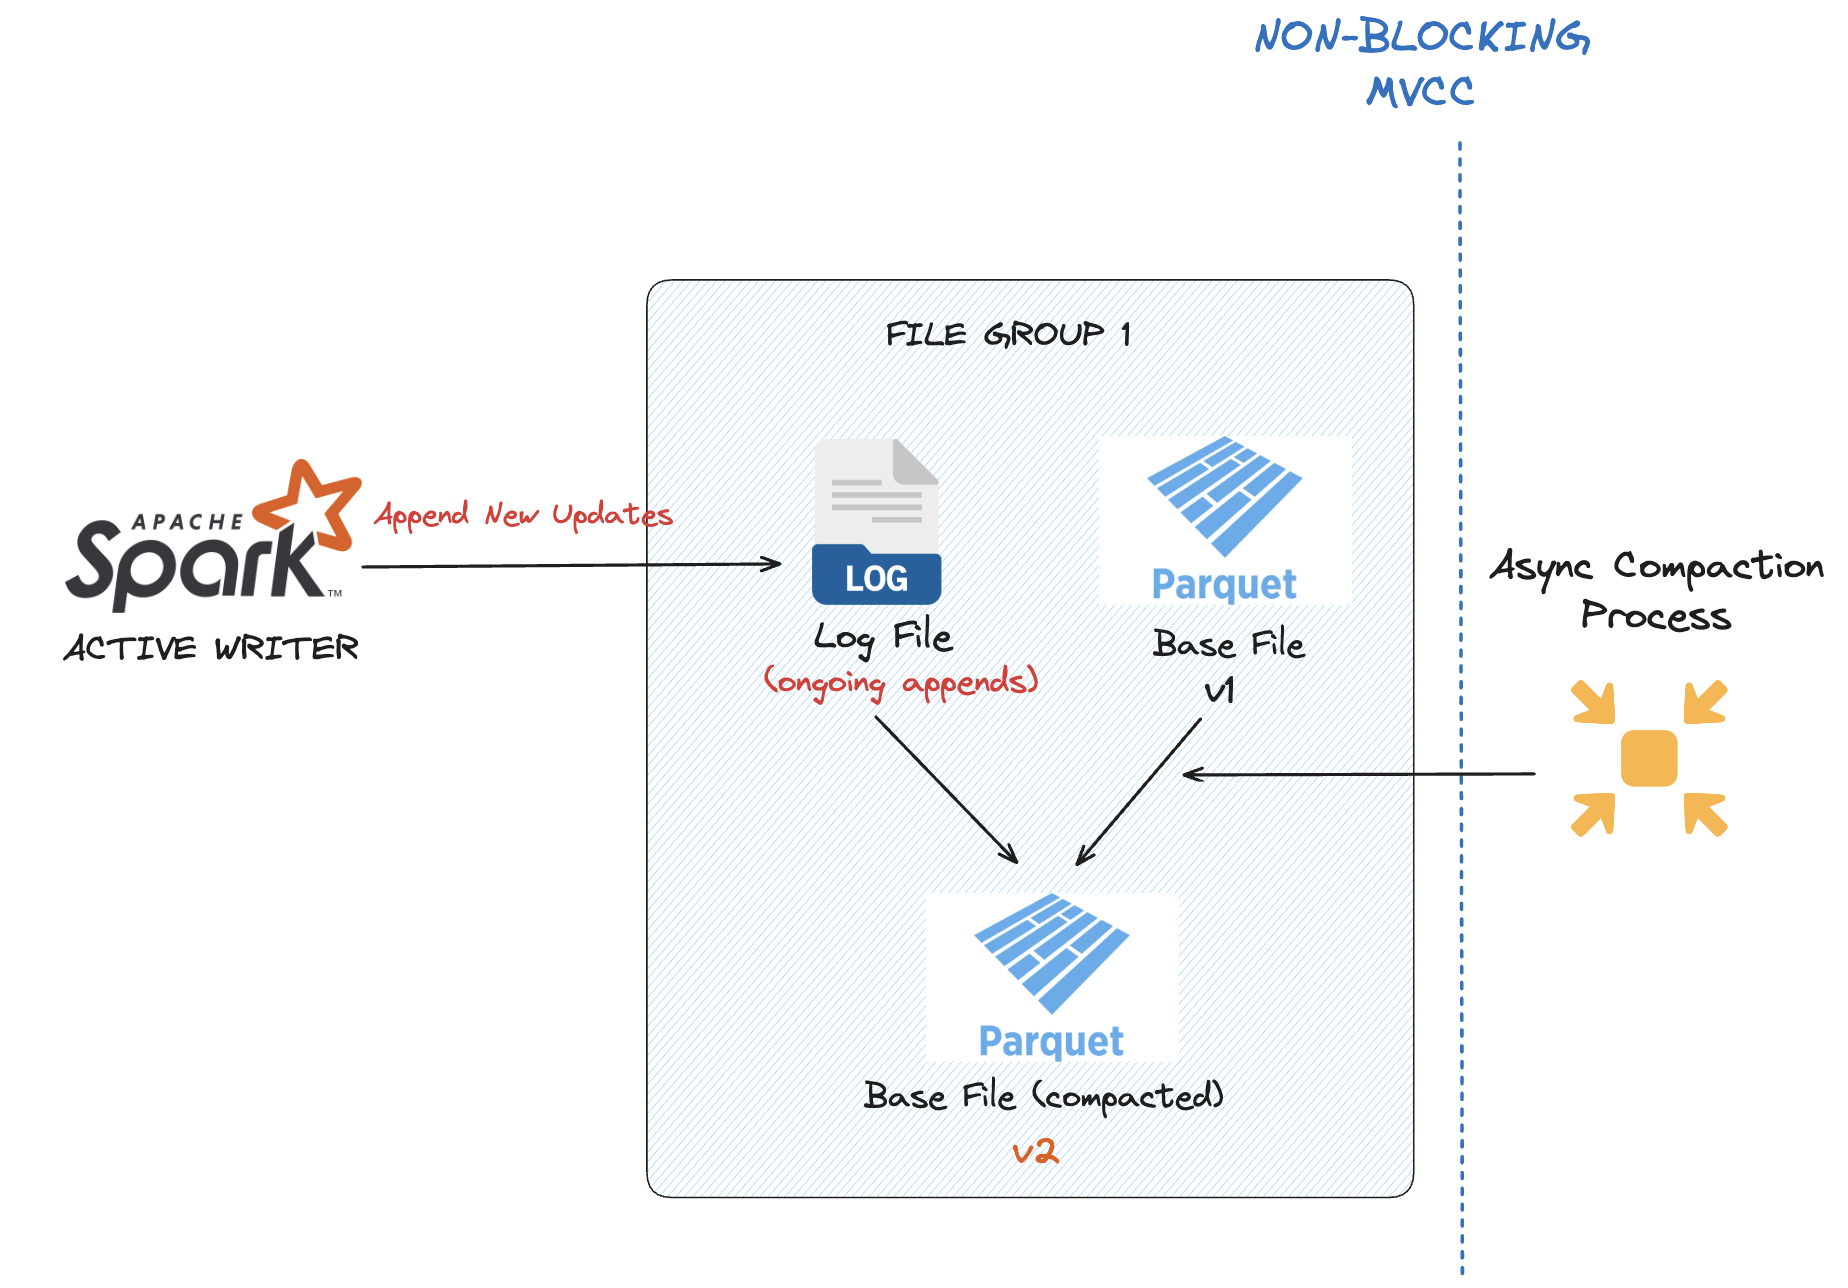 NON-BLOCKING
MVCC
FILE GROUP 1
APACHE
Spark™
ACTIVE WRITER
Append New Updates
LOG
Log File
(ongoing appends)
Parquet
Base File
v1
Async Compaction
Process
Parquet
Base File (compacted)
v2